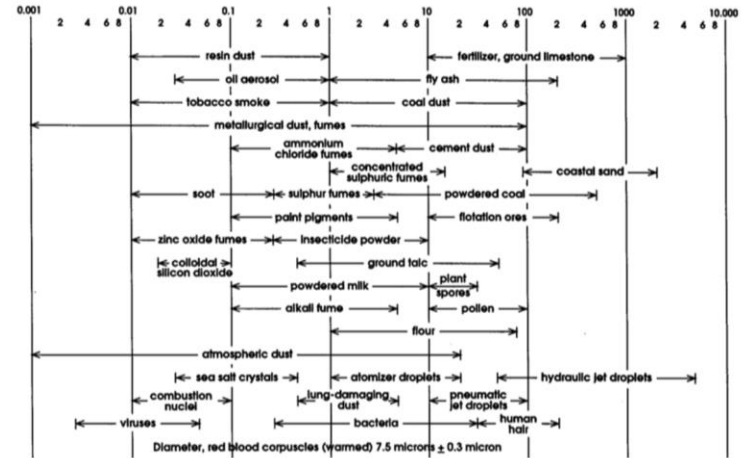 0.001 0.01 0.1 1 10 100 1000 10.000
2 4 6 8 2 4 6 8 2 4 6 8 2 4 6 8 2 4 6 8 2 4 6 8 2 4 6 8
resin dust fertilizer, ground limestone
oil aerosol fly ash
tobacco smoke coal dust
metallurgical dust, fumes
ammonium
chloride fumes cement dust
concentrated
sulphuric fumes coastal sand
soot sulphur fumes powdered coal
paint pigments flotation ores
zinc oxide fumes insecticide powder
colloidal
silicon dioxide ground talc
powdered milk plant
spores
alkali fume pollen
flour
atmospheric dust
sea salt crystals atomizer droplets hydraulic jet droplets
combustion
nuclei lung-damaging
dust pneumatic
jet droplets
viruses bacteria human
hair
Diameter, red blood corpuscles (warmed) 7.5 microns ± 0.3 micron